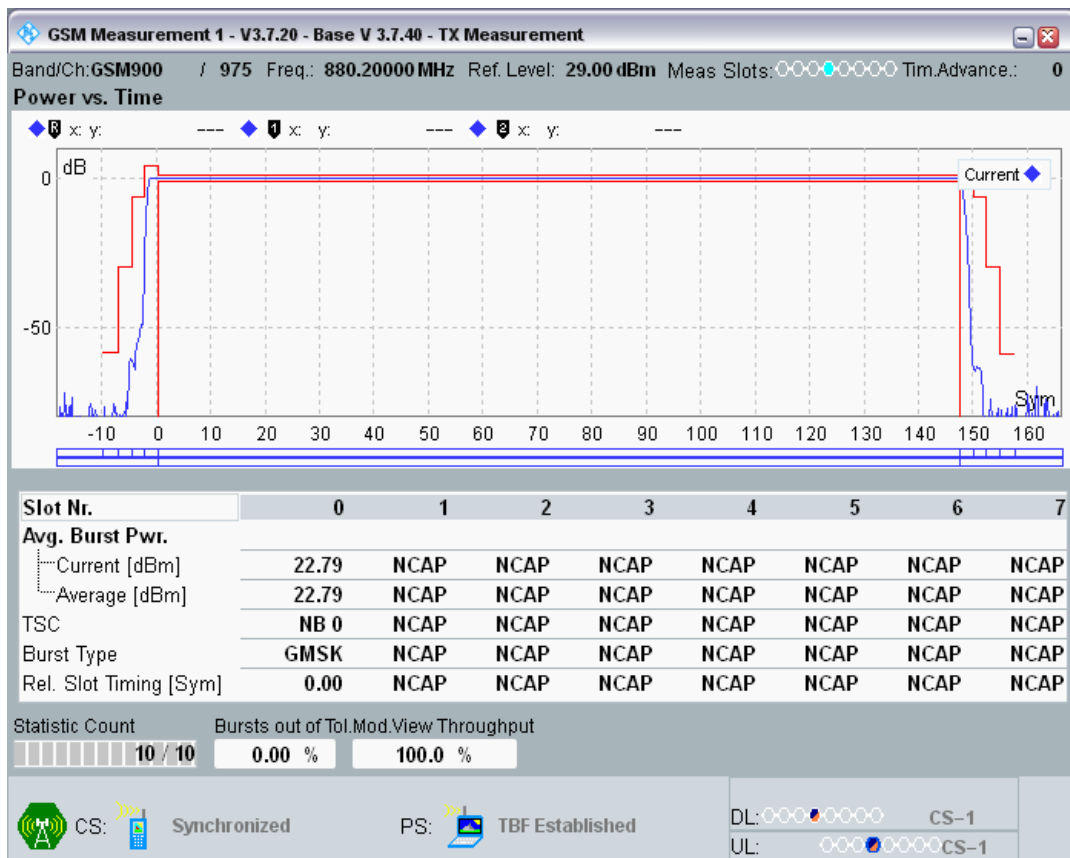 GSM Measurement 1 - V3.7.20 - Base V 3.7.40 - TX Measurement
Band/Ch:GSM900 / 975 Freq.: 880.20000 MHz Ref. Level: 29.00 dBm Meas Slots: Tim.Advance.: 0
Power vs. Time
R x: y: --- 1 x: y: --- 2 x: y: ---
dB
Current
0
-50
Sym
-10 0 10 20 30 40 50 60 70 80 90 100 110 120 130 140 150 160
Slot Nr. 0 1 2 3 4 5 6 7
Avg. Burst Pwr.
Current [dBm] 22.79 NCAP NCAP NCAP NCAP NCAP NCAP NCAP
Average [dBm] 22.79 NCAP NCAP NCAP NCAP NCAP NCAP NCAP
TSC NB 0 NCAP NCAP NCAP NCAP NCAP NCAP NCAP
Burst Type GMSK NCAP NCAP NCAP NCAP NCAP NCAP NCAP
Rel. Slot Timing [Sym] 0.00 NCAP NCAP NCAP NCAP NCAP NCAP NCAP
Statistic Count Bursts out of Tol.Mod.View Throughput
10 / 10 0.00 % 100.0 %
CS: Synchronized PS: TBF Established
DL: CS-1
UL: CS-1